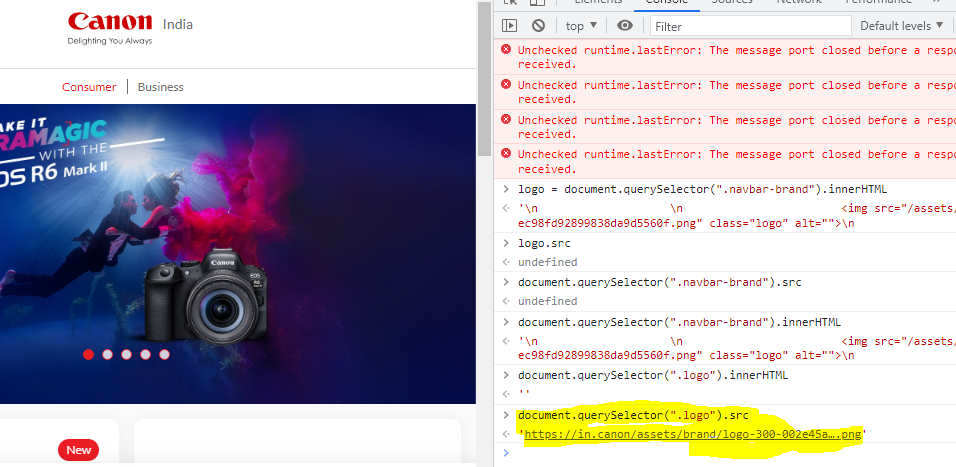 Canon India
Delighting You Always
Consumer | Business
AKE IT
RAMAGIC
WITH THE
OS R6 Mark II
Canon
EOS
R6
New
Elements Console Sources Network Performance »
top ▼ Filter Default levels ▼
Unchecked runtime.lastError: The message port closed before a respo
received.
Unchecked runtime.lastError: The message port closed before a respo
received.
Unchecked runtime.lastError: The message port closed before a respo
received.
Unchecked runtime.lastError: The message port closed before a respo
received.
> logo = document.querySelector(".navbar-brand").innerHTML
'\n \n <img src="/assets/
ec98fd92899838da9d5560f.png" class="logo" alt="">\n
> logo.src
undefined
> document.querySelector(".navbar-brand").src
undefined
> document.querySelector(".navbar-brand").innerHTML
'\n \n <img src="/assets/
ec98fd92899838da9d5560f.png" class="logo" alt="">\n
> document.querySelector(".logo").innerHTML
''
> document.querySelector(".logo").src
'https://in.canon/assets/brand/logo-300-002e45a….png'
>